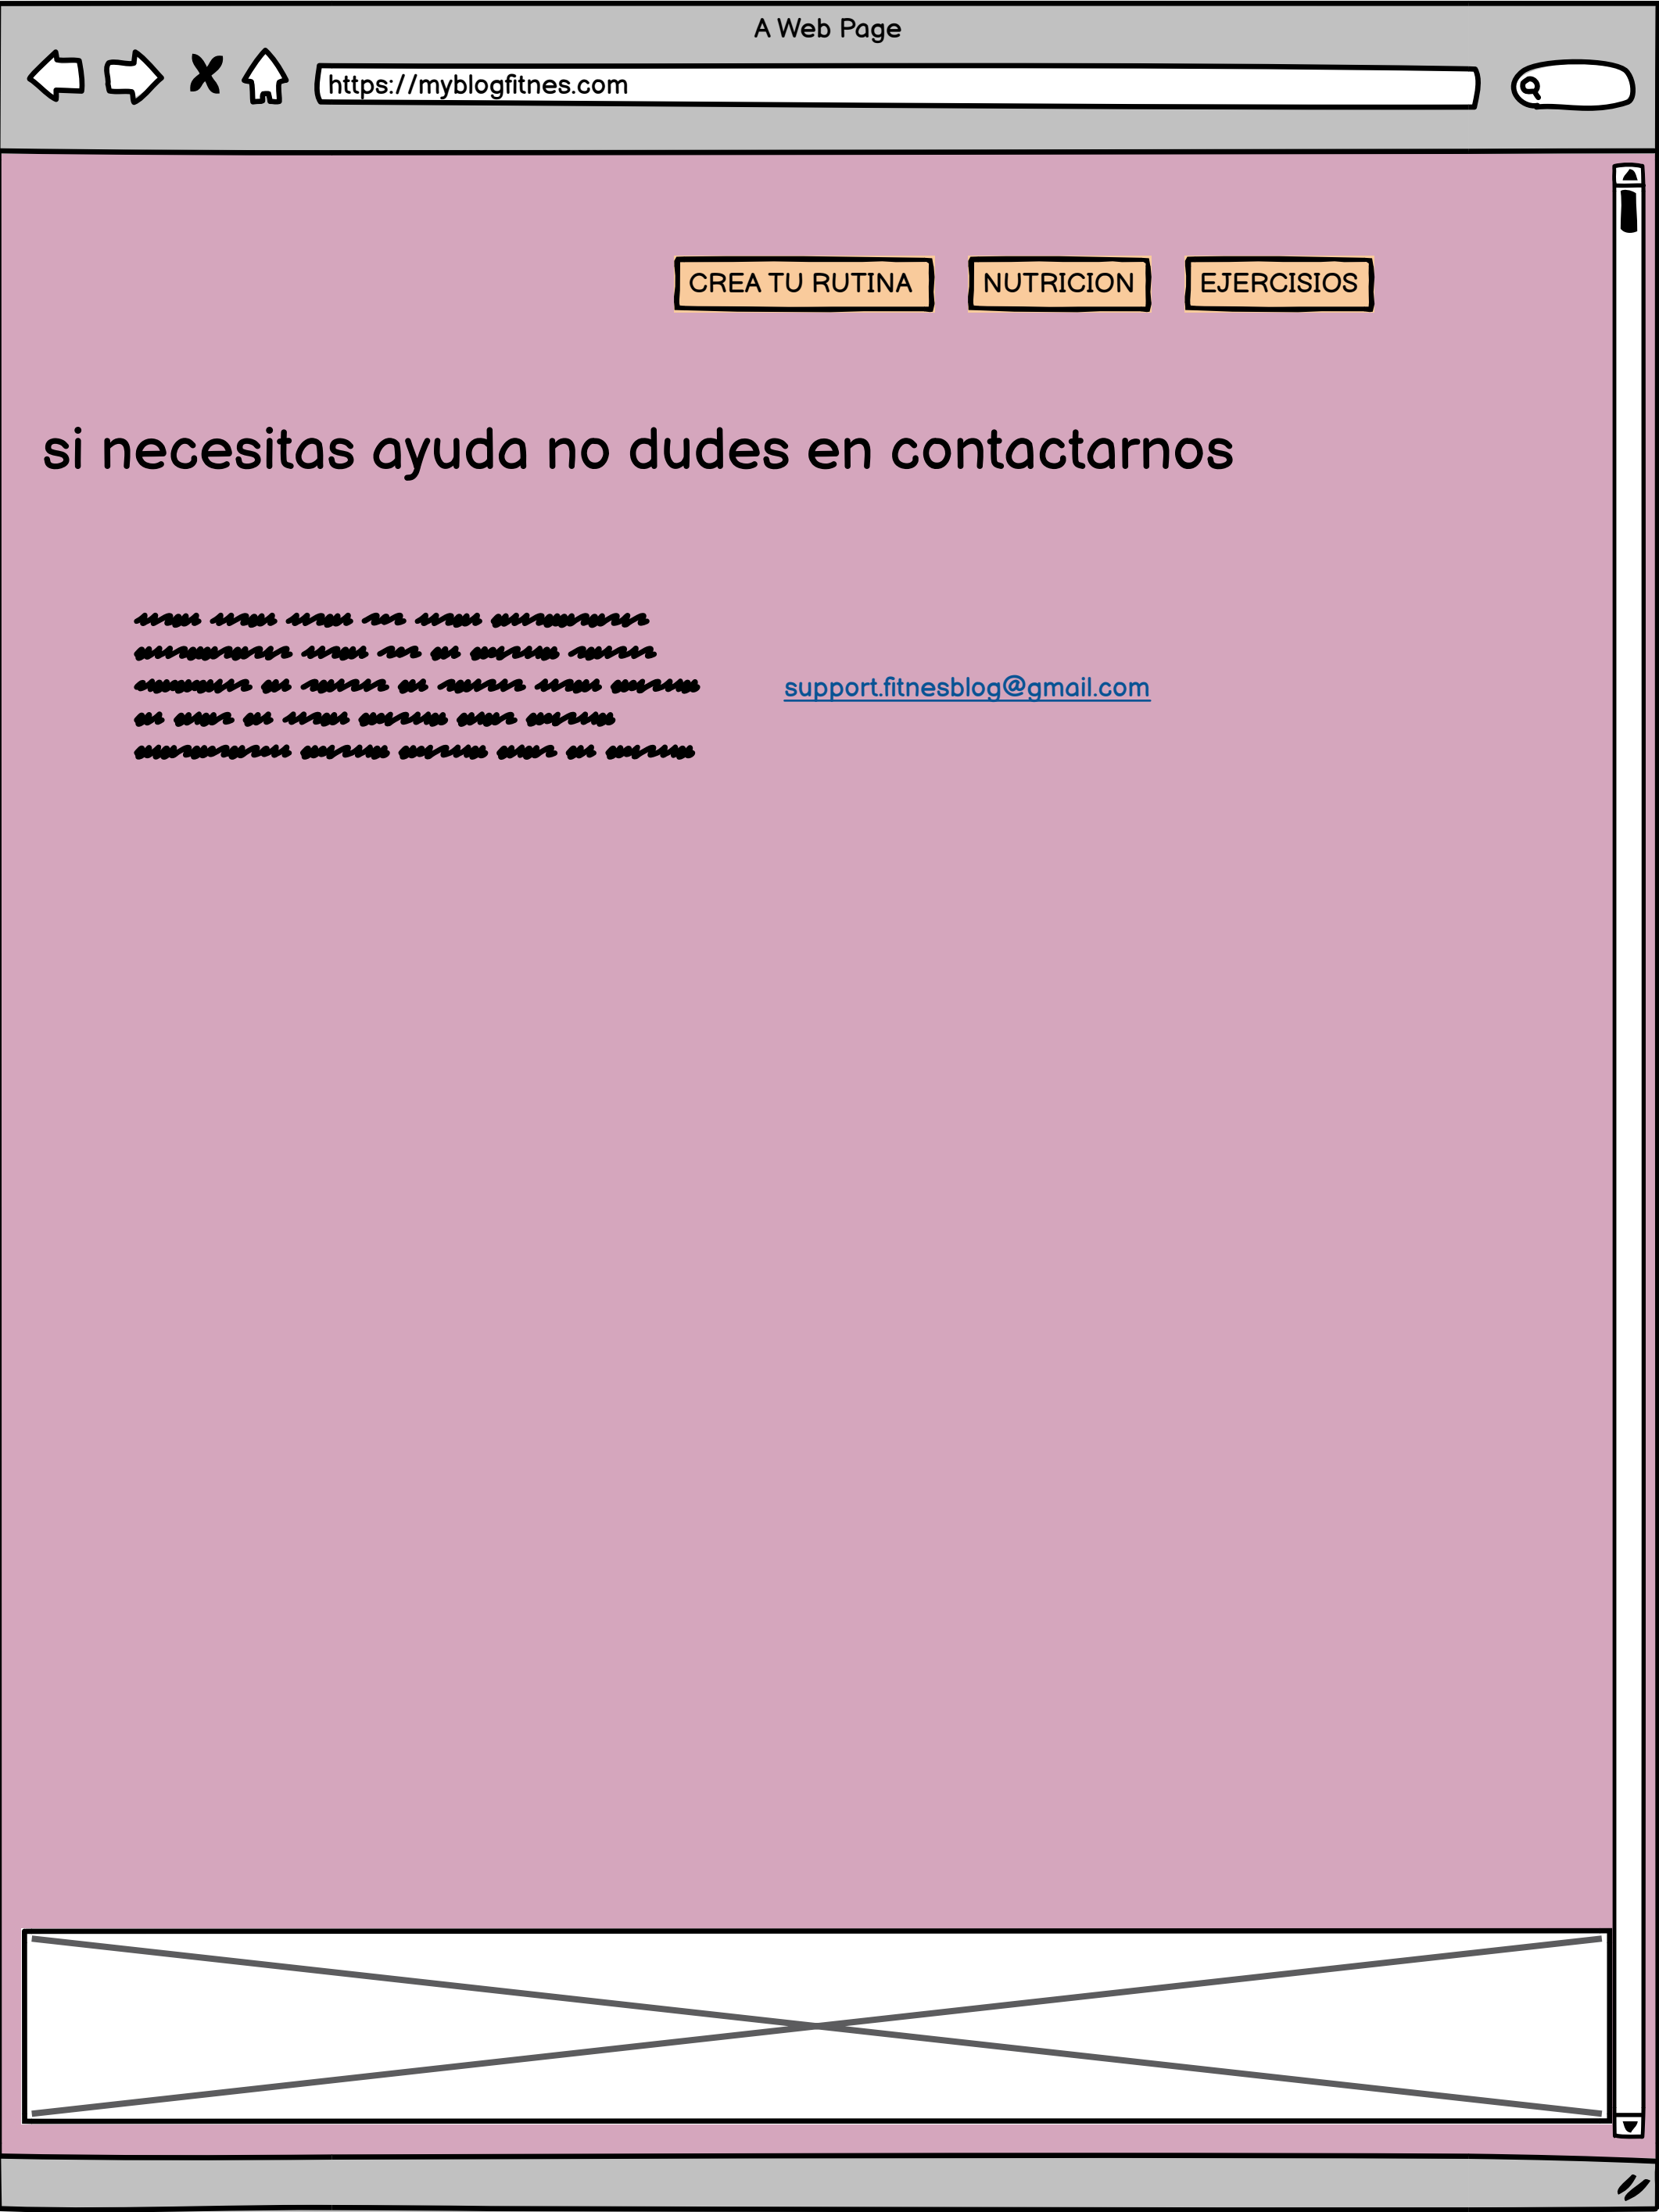 A Web Page
https://myblogfitnes.com
CREA TU RUTINA NUTRICION EJERCISIOS
si necesitas ayuda no dudes en contactarnos
support.fitnesblog@gmail.com